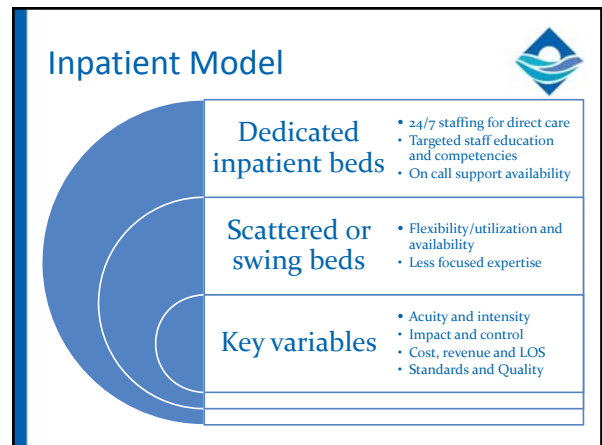 Inpatient Model
Dedicated
inpatient beds
• 24/7 staffing for direct care
• Targeted staff education
and competencies
• On call support availability
Scattered or
swing beds
• Flexibility/utilization and
availability
• Less focused expertise
Key variables
• Acuity and intensity
• Impact and control
• Cost, revenue and LOS
• Standards and Quality